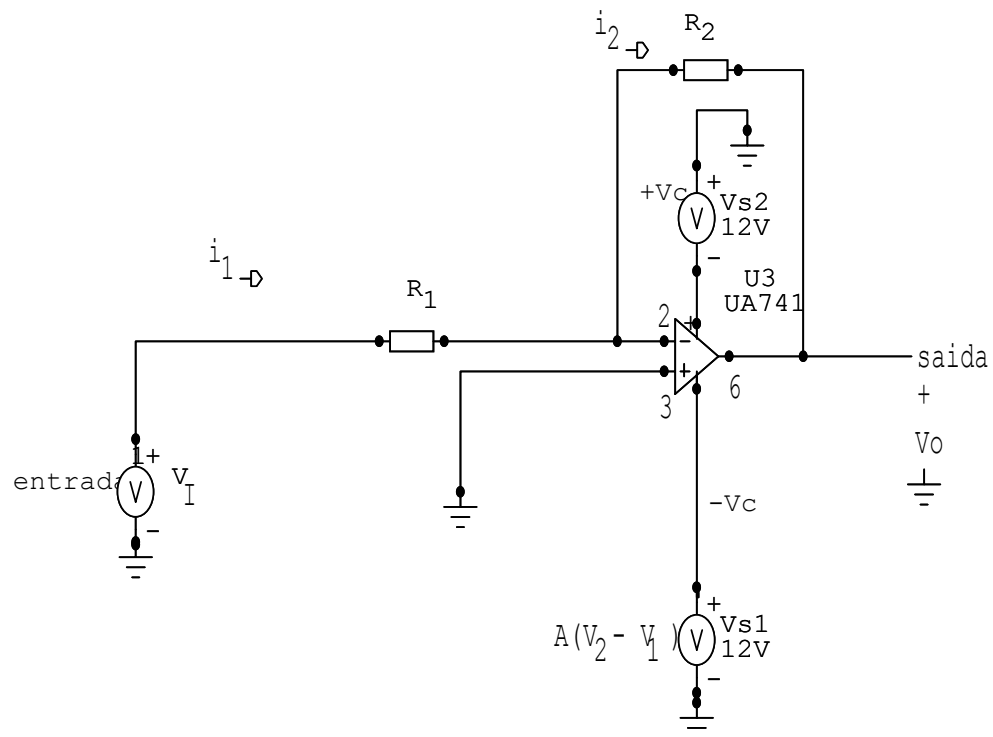 i2
R2
+
+Vc
Vs2
12V
-
i1
U3
UA741
R1
2
+
-
+
3
6
saida
+
Vo
1+
entrada
V
VI
-
-Vc
+
A(V2- V1 )
V
Vs1
12V
-